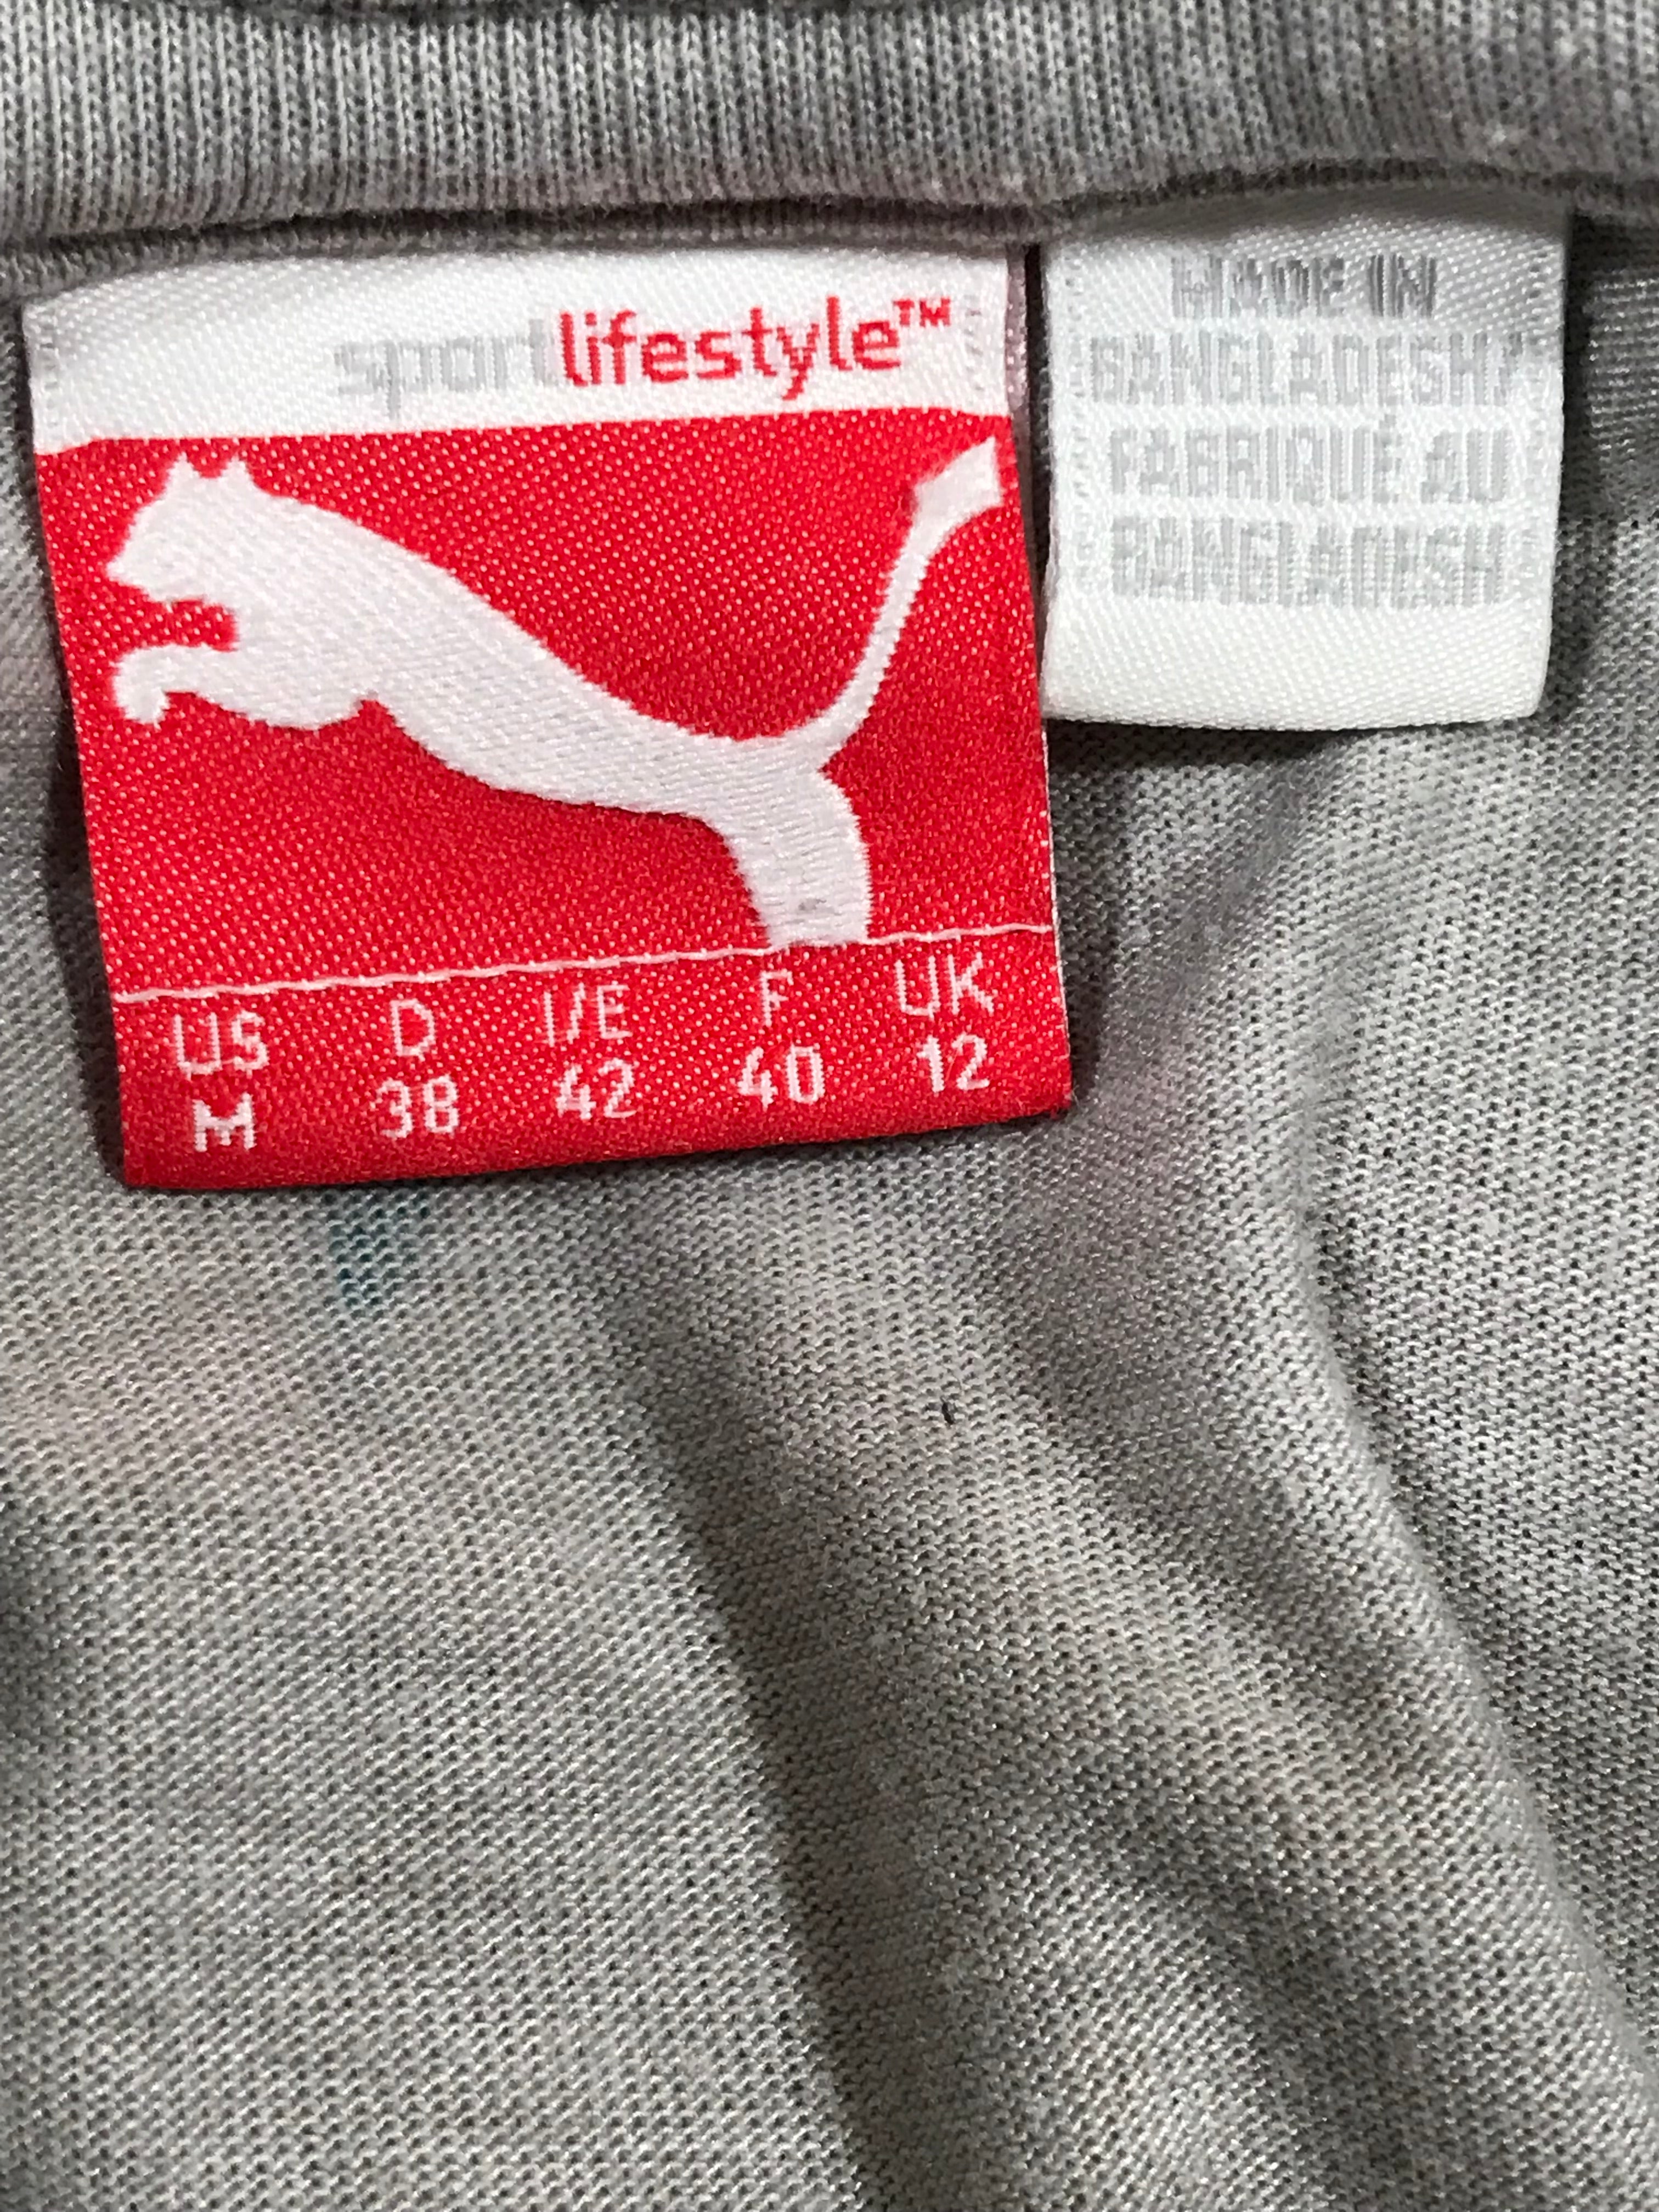 sportlifestyle™
US D I/E F UK
M 38 42 40 12
MADE IN
BANGLADESH/
FABRIQUÉ AU
BANGLADESH